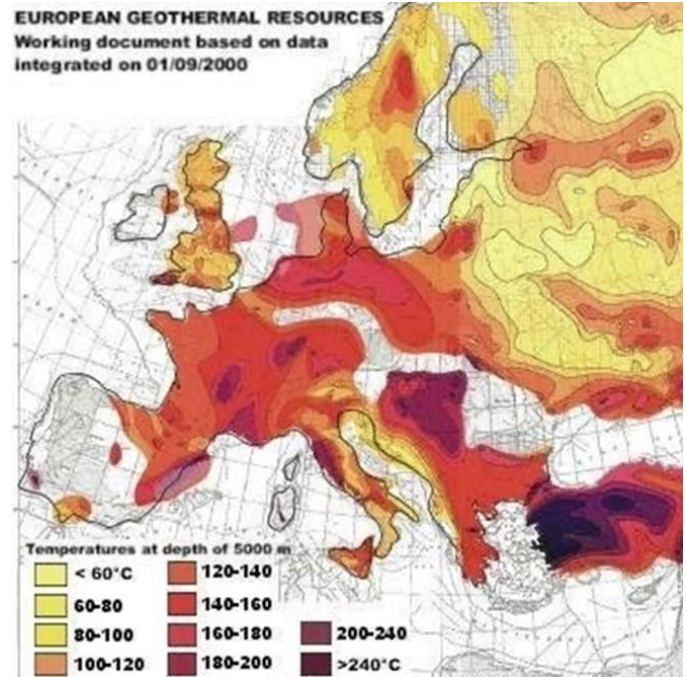 EUROPEAN GEOTHERMAL RESOURCES
Working document based on data
integrated on 01/09/2000
Temperatures at depth of 5000 m
< 60°C
60-80
80-100
100-120
120-140
140-160
160-180
180-200
200-240
>240°C